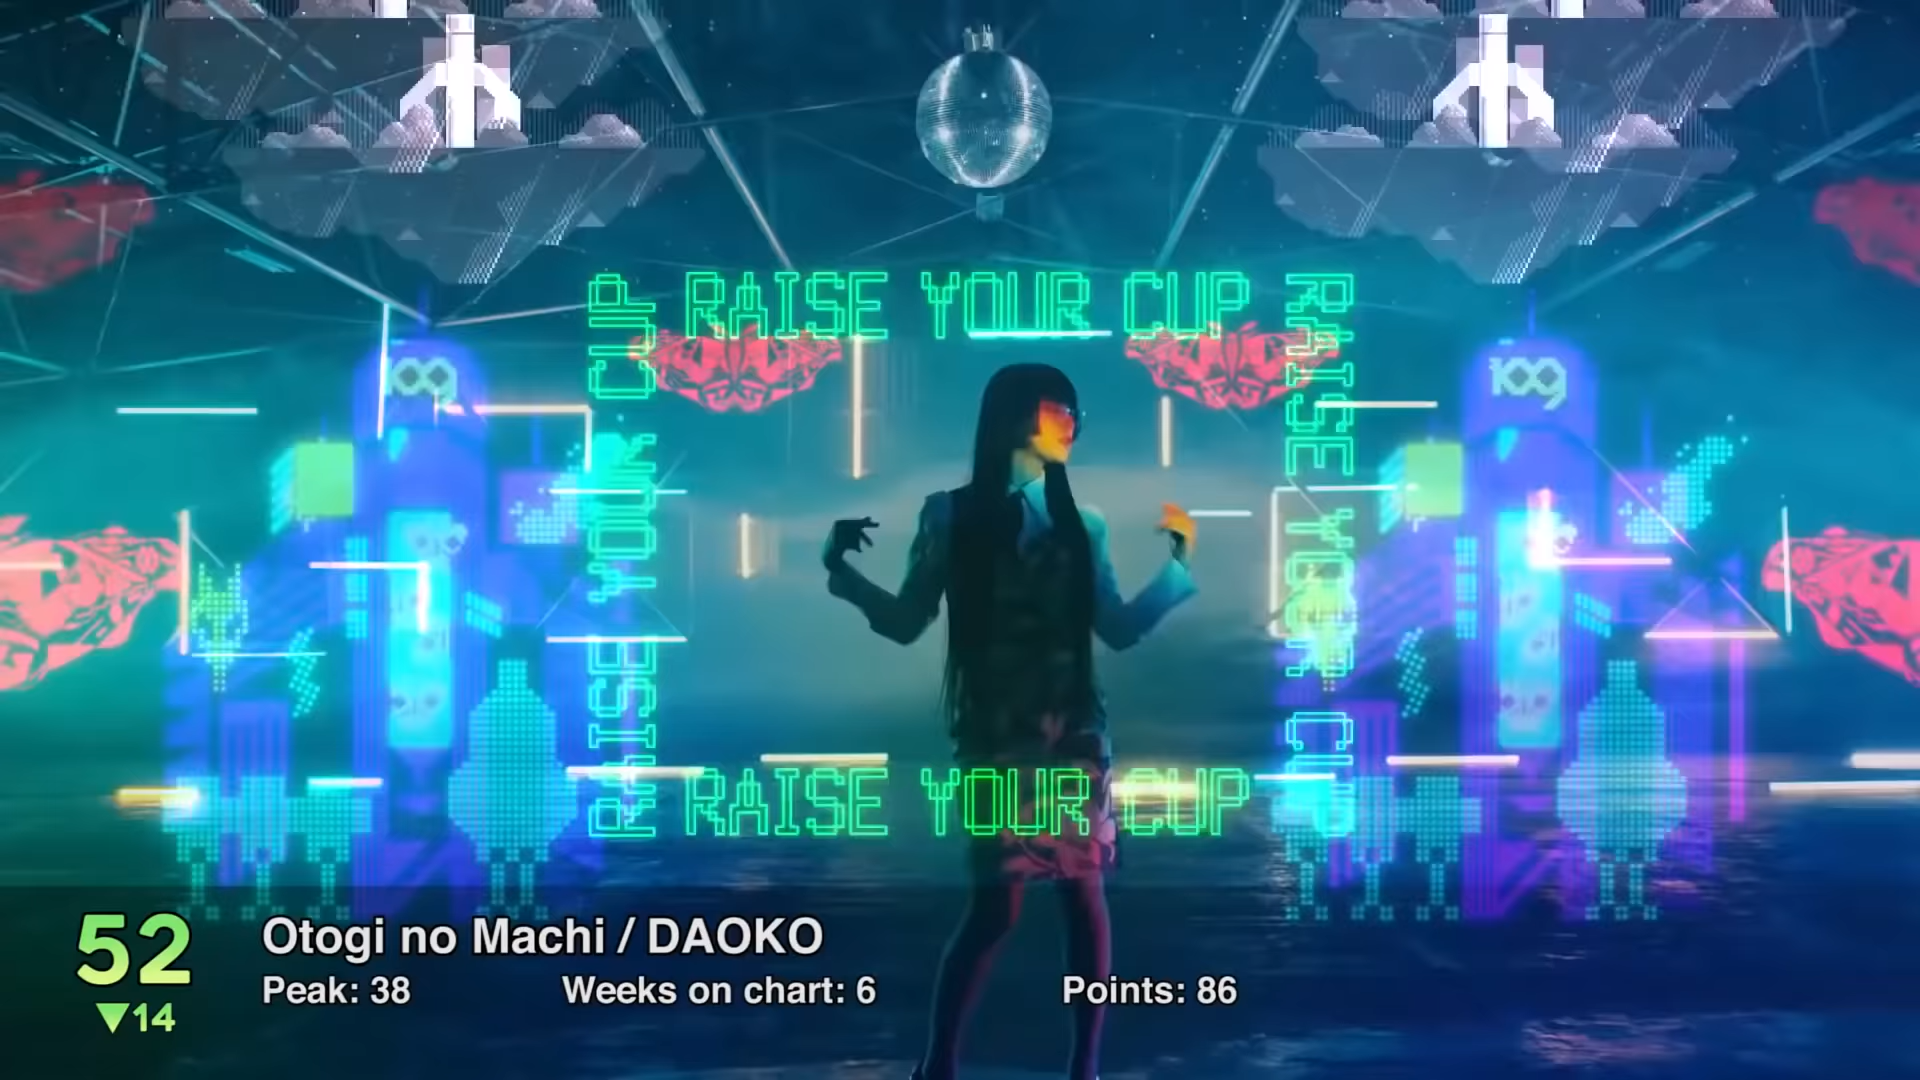 RAISE YOUR CUP
RAISE YOUR CUP
RAISE YOUR CUP
109
109
RAISE YOUR CUP
52
▼14
Otogi no Machi / DAOKO
Peak: 38
Weeks on chart: 6
Points: 86